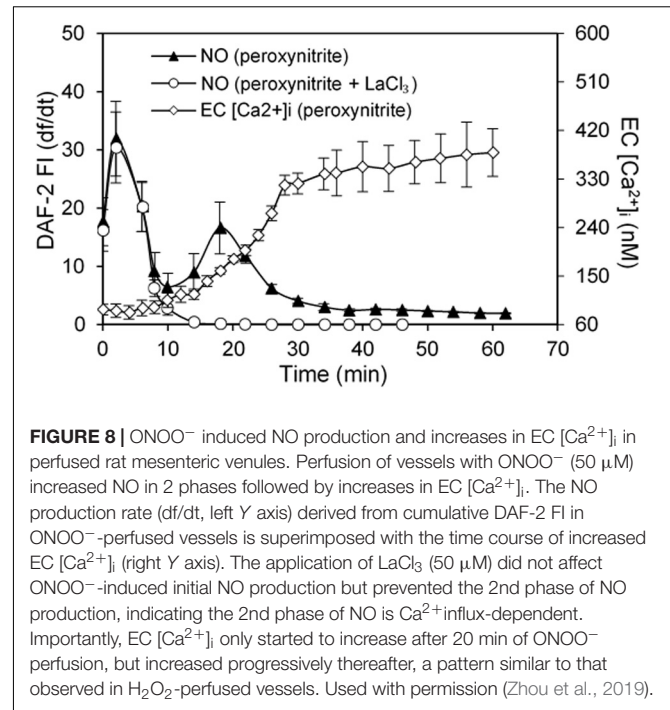 50
40
30
20
10
0
DAF-2 FI (df/dt)
NO (peroxynitrite)
NO (peroxynitrite + LaCl₃)
EC [Ca2+]i (peroxynitrite)
600
510
420
330
240
150
60
EC [Ca²⁺]ᵢ
(nM)
0 10 20 30 40 50 60 70
Time (min)
FIGURE 8 | ONOO⁻ induced NO production and increases in EC [Ca²⁺]ᵢ in
perfused rat mesenteric venules. Perfusion of vessels with ONOO⁻ (50 μM)
increased NO in 2 phases followed by increases in EC [Ca²⁺]ᵢ. The NO
production rate (df/dt, left Y axis) derived from cumulative DAF-2 FI in
ONOO⁻-perfused vessels is superimposed with the time course of increased
EC [Ca²⁺]ᵢ (right Y axis). The application of LaCl₃ (50 μM) did not affect
ONOO⁻-induced initial NO production but prevented the 2nd phase of NO
production, indicating the 2nd phase of NO is Ca²⁺influx-dependent.
Importantly, EC [Ca²⁺]ᵢ only started to increase after 20 min of ONOO⁻
perfusion, but increased progressively thereafter, a pattern similar to that
observed in H₂O₂-perfused vessels. Used with permission (Zhou et al., 2019).